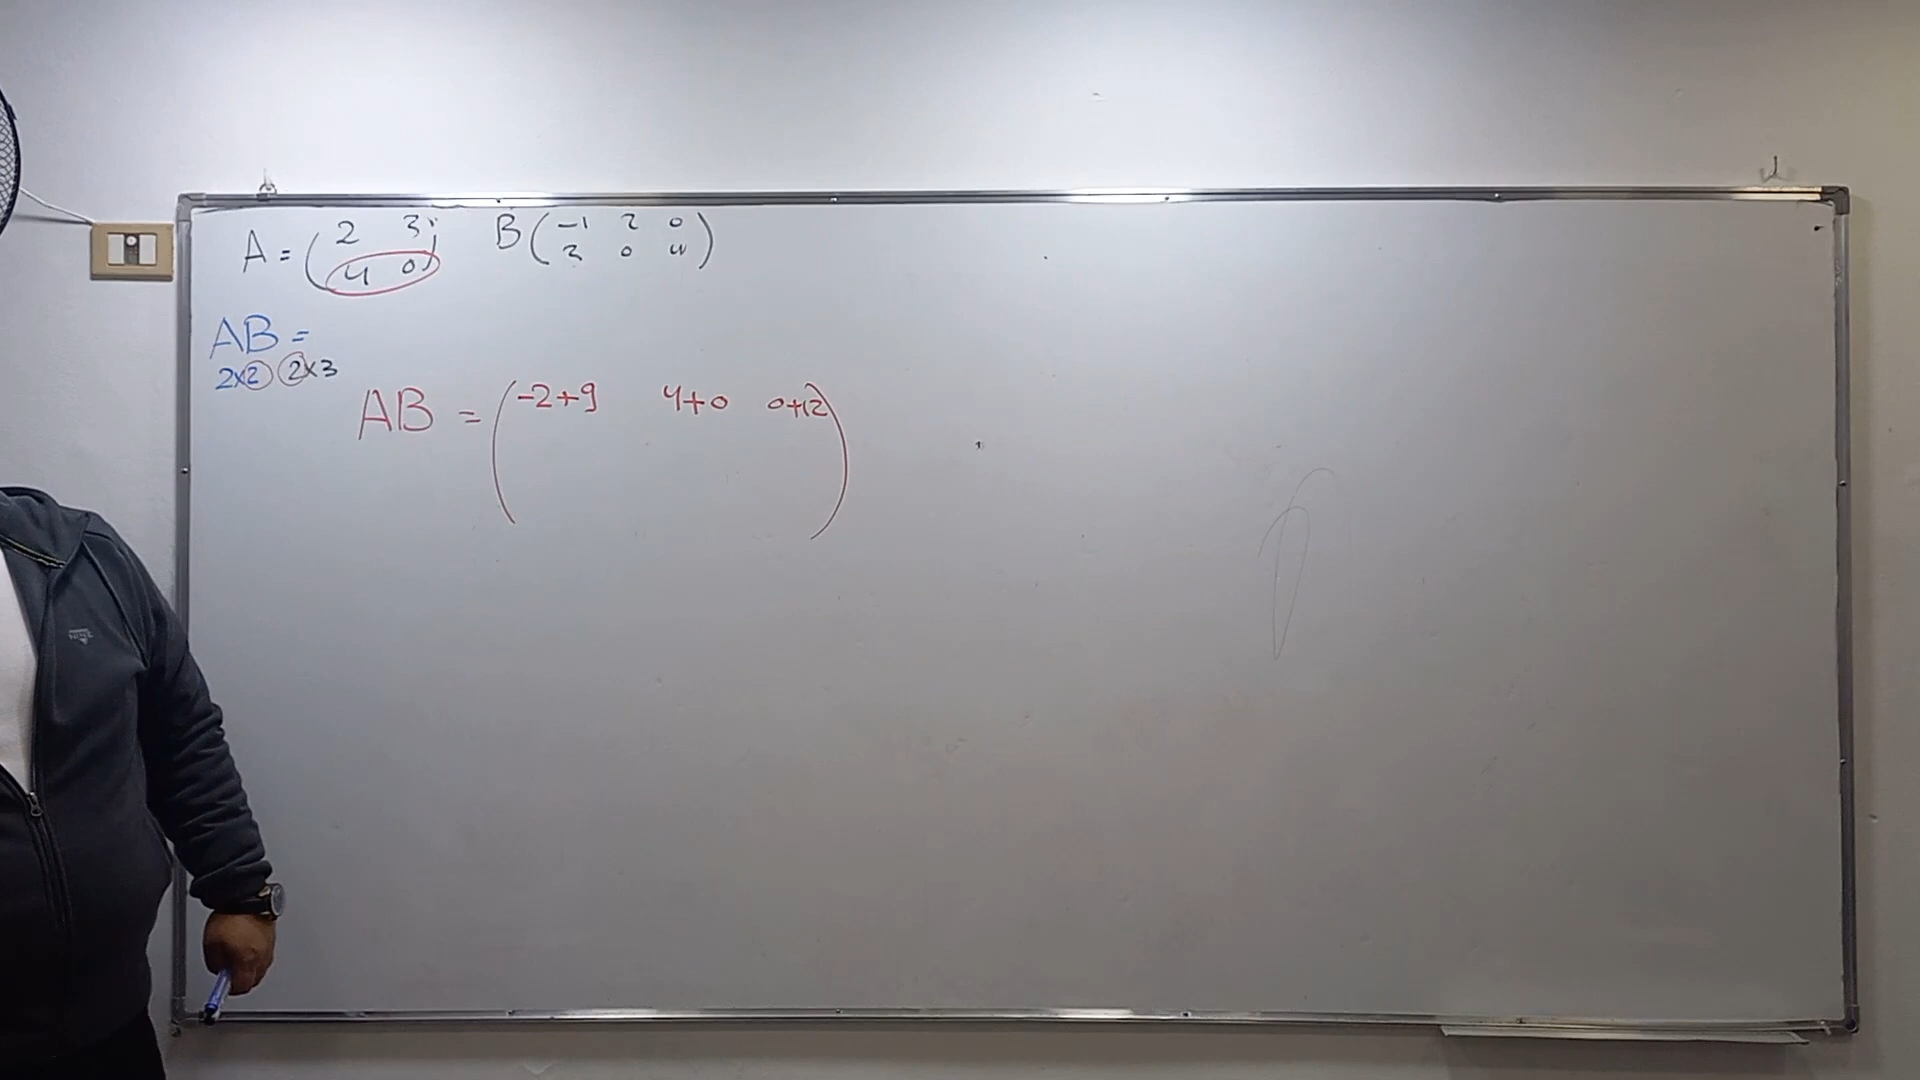 A = ( 2 3 ) B ( -1 2 0 )
( 4 0 ) ( 3 0 4 )
AB =
2x2 2x3
AB = ( -2+9 4+0 0+12 )